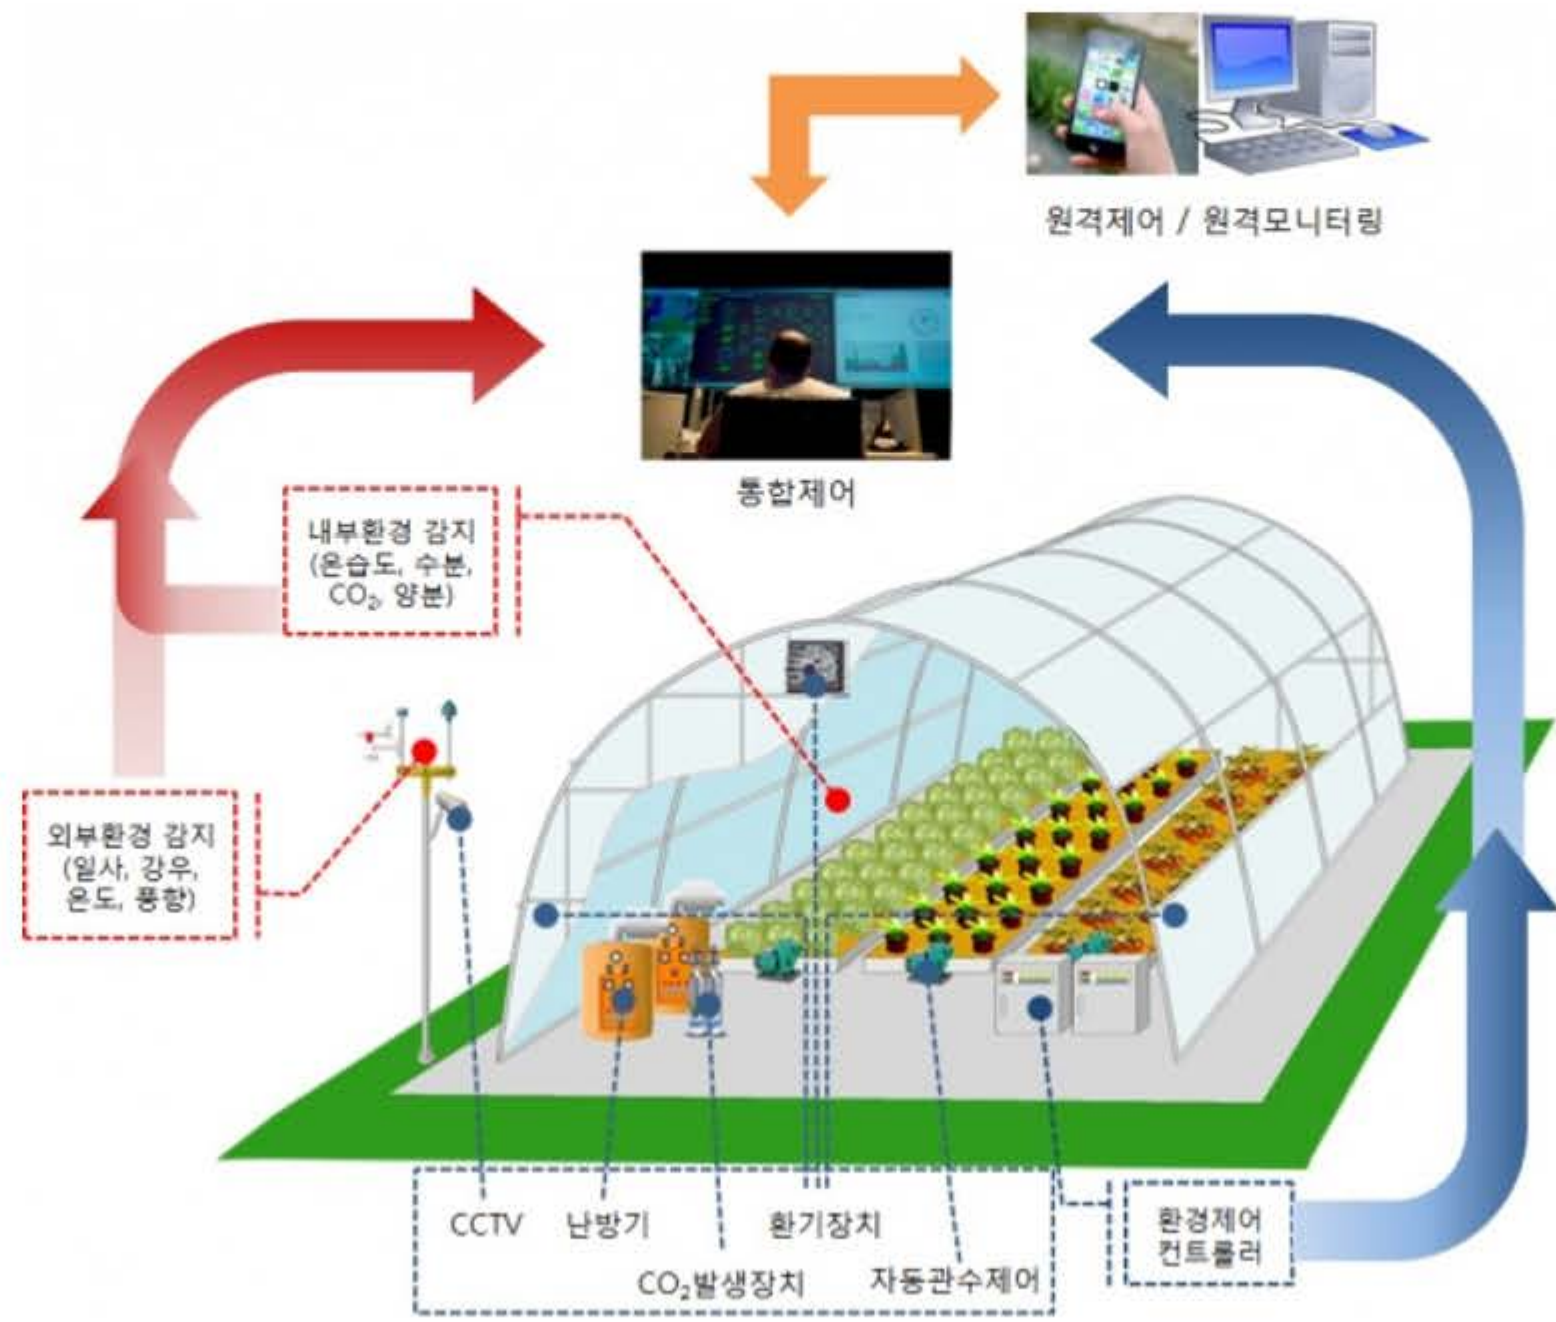 원격제어 / 원격모니터링
통합제어
내부환경 감지
(온습도, 수분,
CO₂, 양분)
외부환경 감지
(일사, 강우,
온도, 풍향)
CCTV
난방기
환기장치
CO₂발생장치
자동관수제어
환경제어
컨트롤러